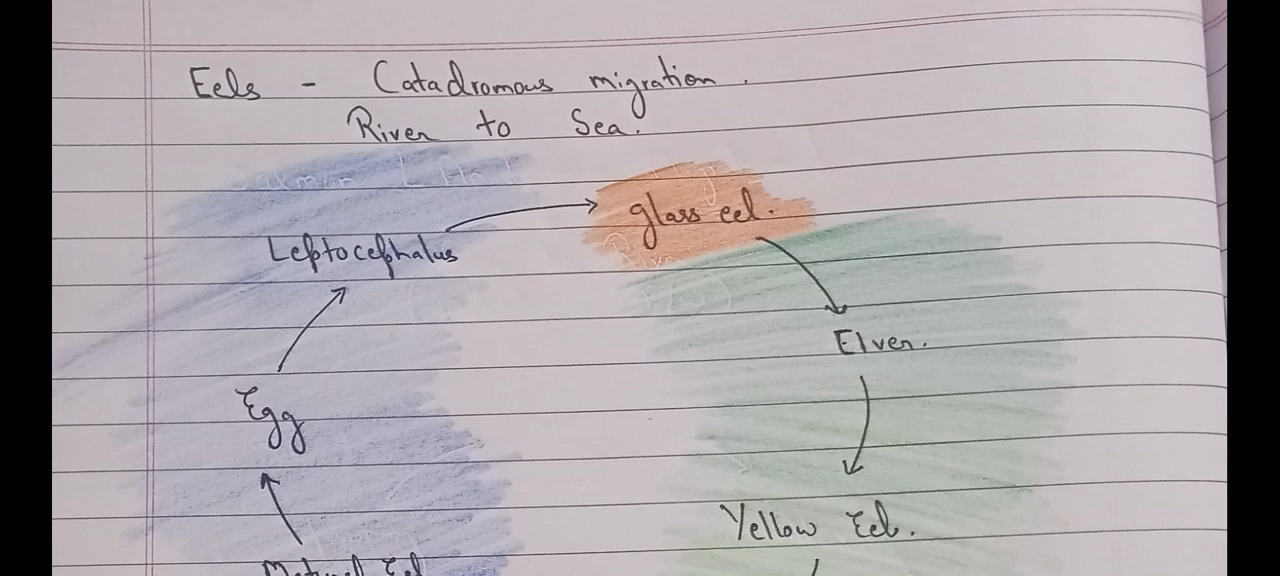 Eels - Catadromous migration.
River to Sea.
glass eel.
Leptocephalus
Elver.
Egg
Yellow Eel.